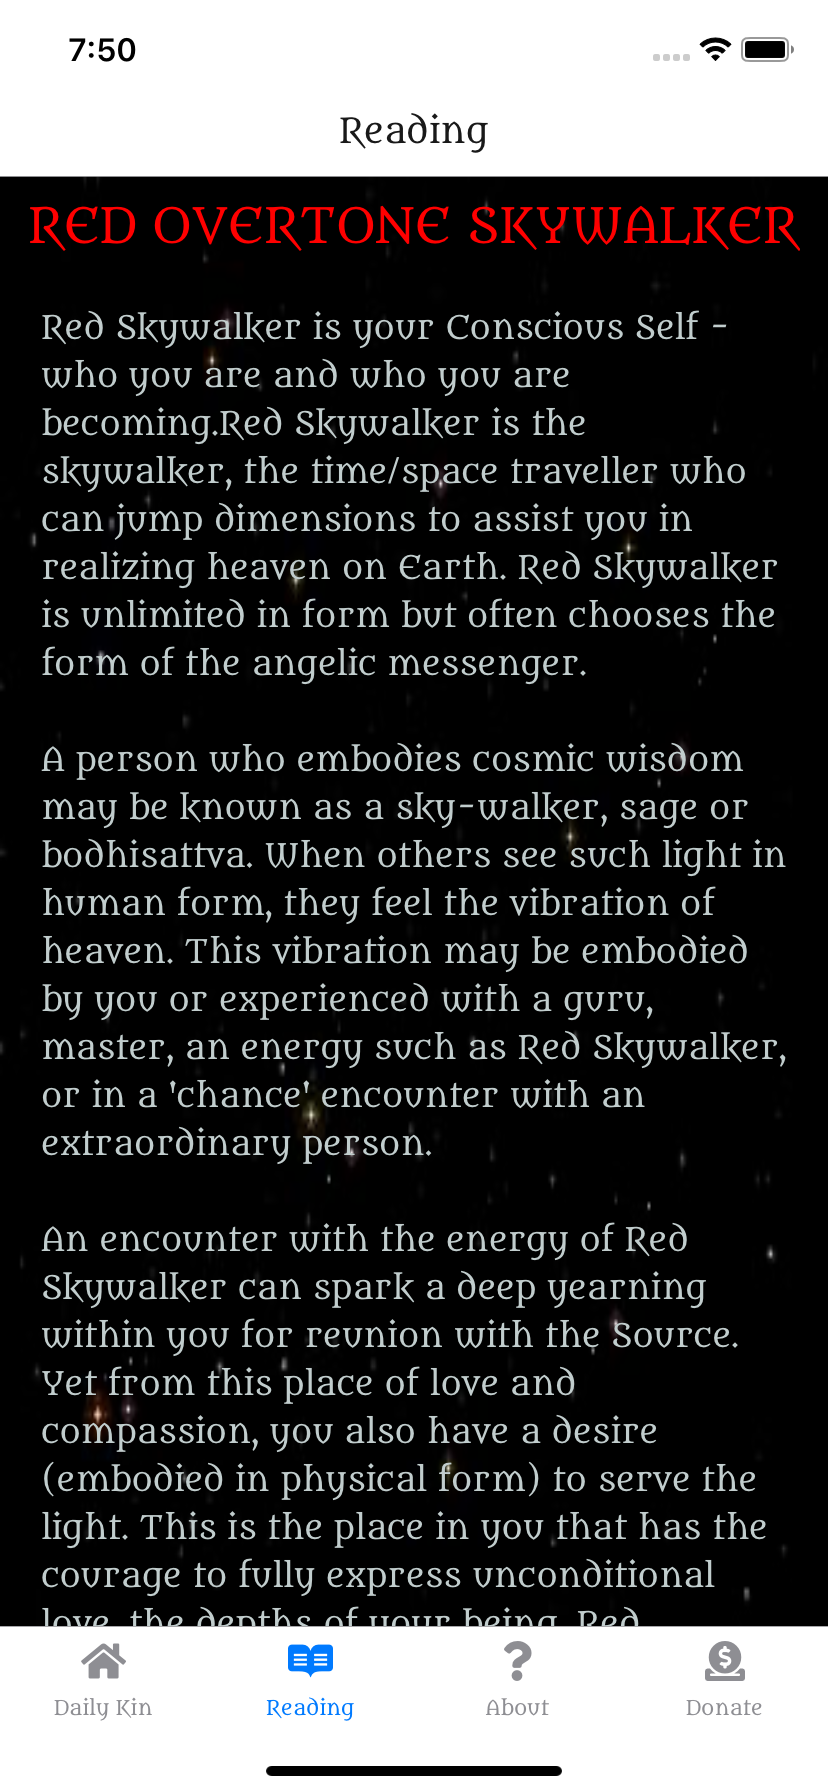 7:50
Reading
RED OVERTONE SKYWALKER
Red Skywalker is your Conscious Self -
who you are and who you are
becoming.Red Skywalker is the
skywalker, the time/space traveller who
can jump dimensions to assist you in
realizing heaven on Earth. Red Skywalker
is unlimited in form but often chooses the
form of the angelic messenger.
A person who embodies cosmic wisdom
may be known as a sky-walker, sage or
bodhisattva. When others see such light in
human form, they feel the vibration of
heaven. This vibration may be embodied
by you or experienced with a guru,
master, an energy such as Red Skywalker,
or in a 'chance' encounter with an
extraordinary person.
An encounter with the energy of Red
Skywalker can spark a deep yearning
within you for reunion with the Source.
Yet from this place of love and
compassion, you also have a desire
(embodied in physical form) to serve the
light. This is the place in you that has the
courage to fully express unconditional
love, the depths of your being. Red
Daily Kin
Reading
About
Donate